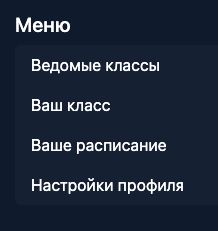 Меню
Ведомые классы
Ваш класс
Ваше расписание
Настройки профиля